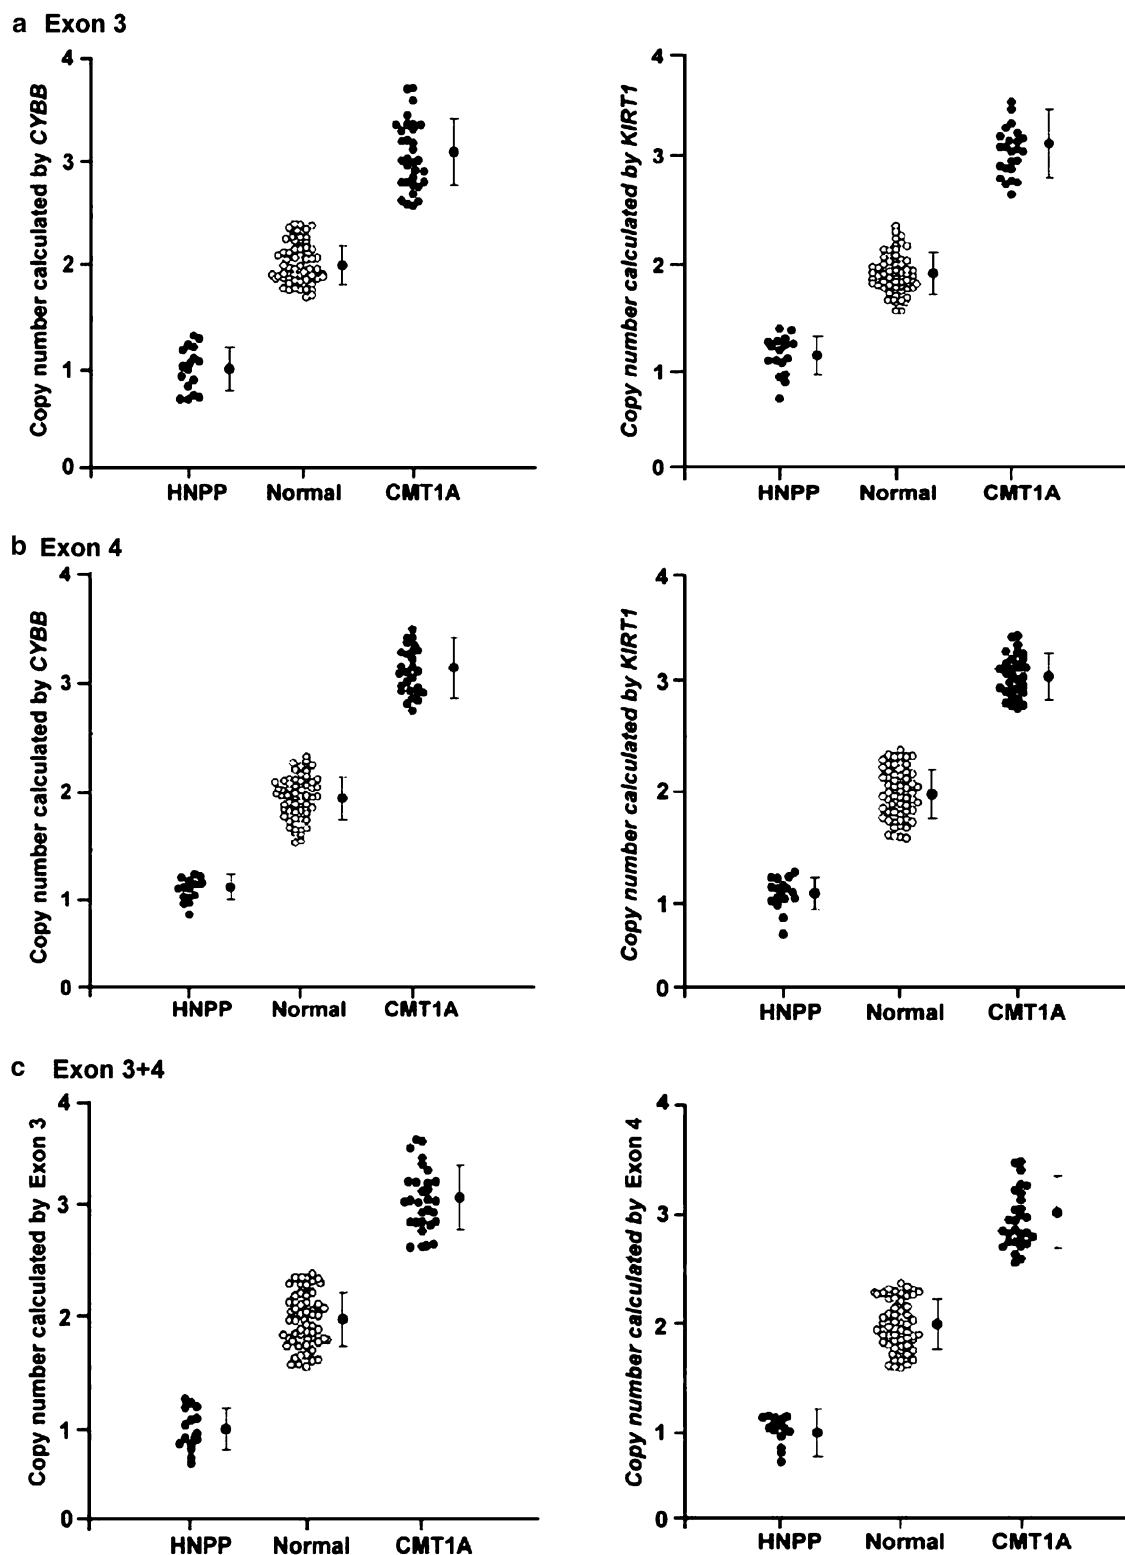 a Exon 3
Copy number calculated by CYBB
4
3
2
1
0
HNPP Normal CMT1A
Copy number calculated by KIRT1
4
3
2
1
0
HNPP Normal CMT1A
b Exon 4
Copy number calculated by CYBB
4
3
2
1
0
HNPP Normal CMT1A
Copy number calculated by KIRT1
4
3
2
1
0
HNPP Normal CMT1A
c Exon 3+4
Copy number calculated by Exon 3
4
3
2
1
0
HNPP Normal CMT1A
Copy number calculated by Exon 4
4
3
2
1
0
HNPP Normal CMT1A